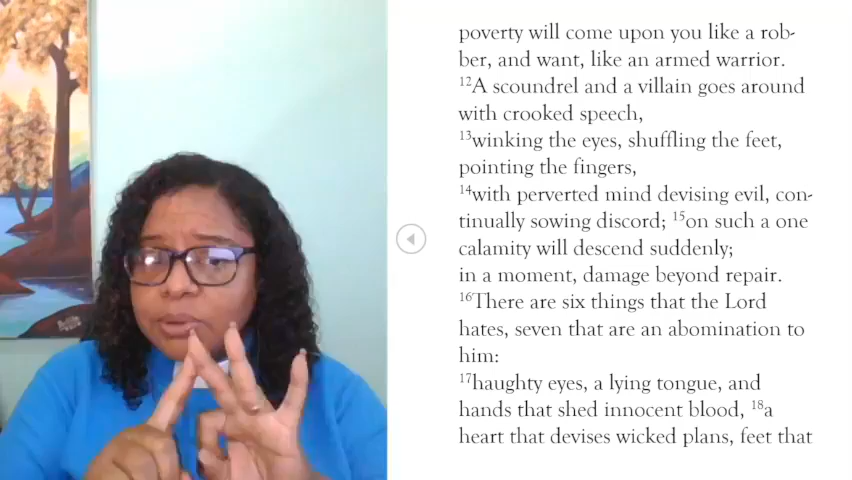 poverty will come upon you like a rob-
ber, and want, like an armed warrior.
¹²A scoundrel and a villain goes around
with crooked speech,
¹³winking the eyes, shuffling the feet,
pointing the fingers,
¹⁴with perverted mind devising evil, con-
tinually sowing discord; ¹⁵on such a one
calamity will descend suddenly;
in a moment, damage beyond repair.
¹⁶There are six things that the Lord
hates, seven that are an abomination to
him:
¹⁷haughty eyes, a lying tongue, and
hands that shed innocent blood, ¹⁸a
heart that devises wicked plans, feet that